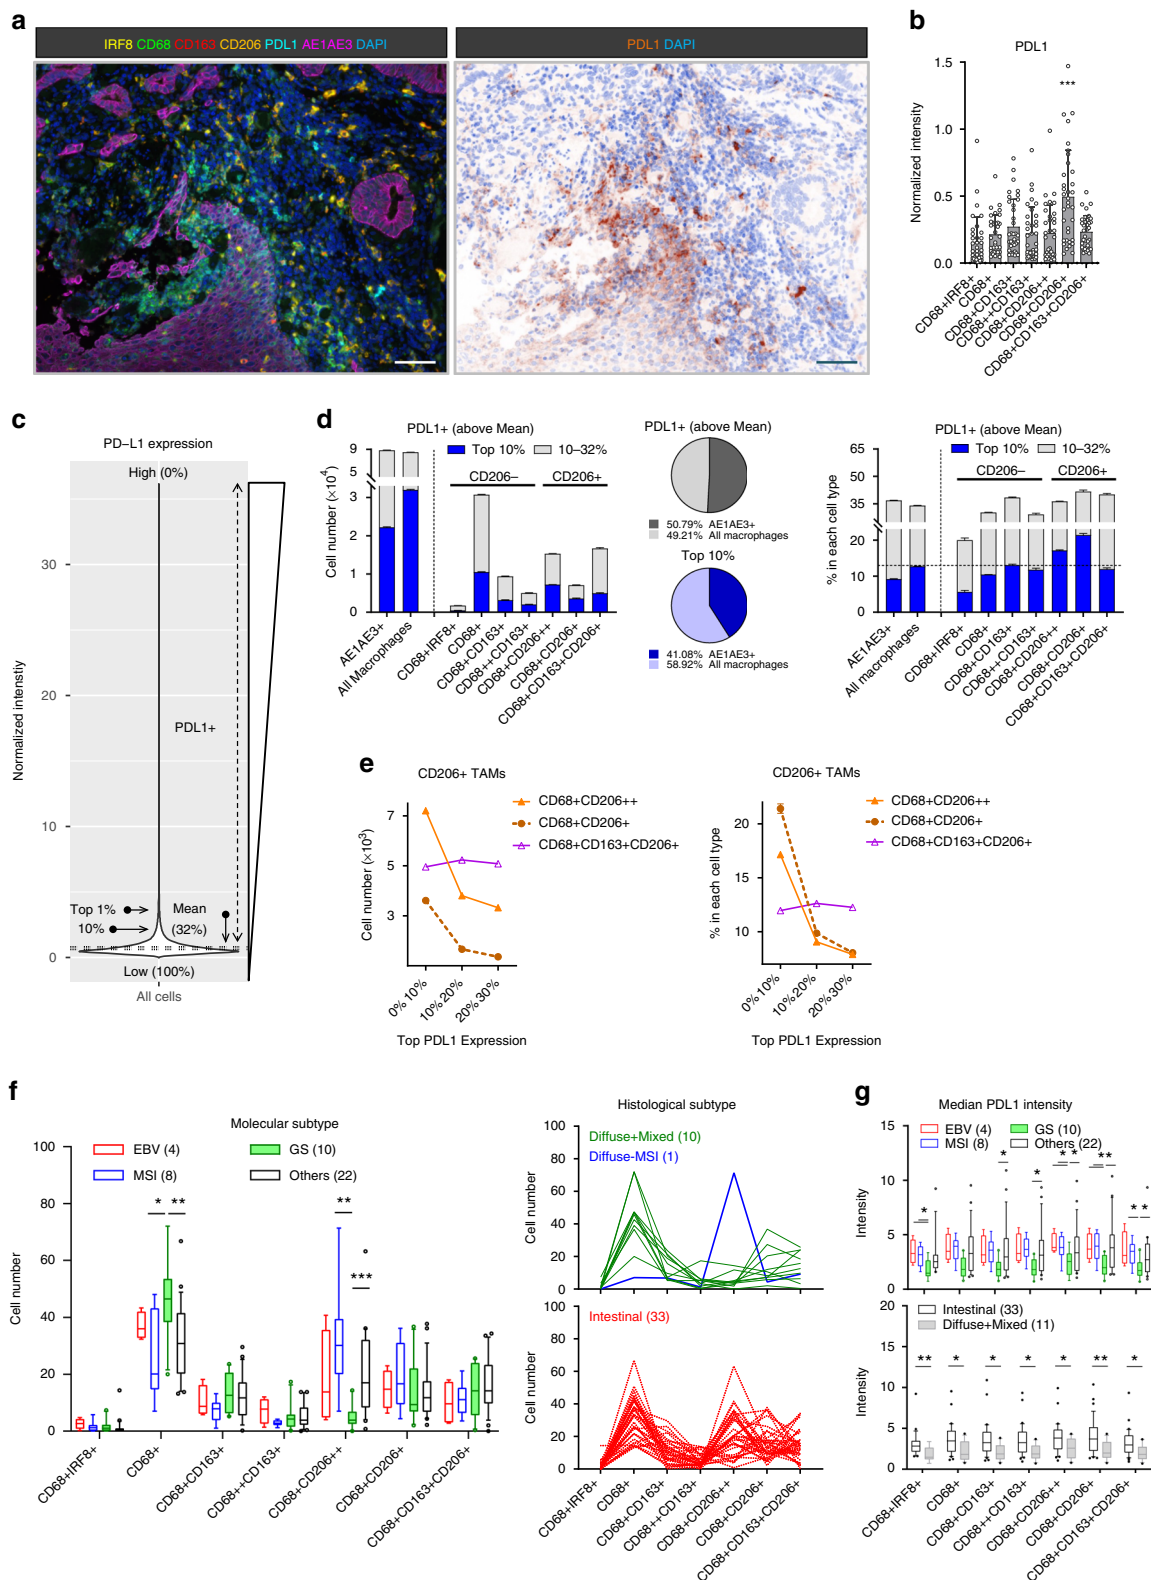 a
IRF8 CD68 CD163 CD206 PDL1 AE1AE3 DAPI
PDL1 DAPI
b
PDL1
Normalized intensity
1.5
1.0
0.5
0.0
***
CD68+IRF8+
CD68+
CD68+CD163+
CD68++CD163+
CD68+CD206++
CD68+CD206+
CD68+CD163+CD206+
c
PD–L1 expression
High (0%)
Normalized intensity
30
20
10
0
PDL1+
Top 1%
10%
Mean
(32%)
Low (100%)
All cells
d
PDL1+ (above Mean)
Top 10%
10–32%
Cell number (×10⁴)
9
5
3
2
1
0
CD206–
CD206+
AE1AE3+
All Macrophages
CD68+IRF8+
CD68+
CD68+CD163+
CD68++CD163+
CD68+CD206++
CD68+CD206+
CD68+CD163+CD206+
PDL1+ (above Mean)
50.79% AE1AE3+
49.21% All macrophages
Top 10%
41.08% AE1AE3+
58.92% All macrophages
PDL1+ (above Mean)
Top 10%
10–32%
% in each cell type
65
35
20
10
0
CD206–
CD206+
AE1AE3+
All macrophages
CD68+IRF8+
CD68+
CD68+CD163+
CD68++CD163+
CD68+CD206++
CD68+CD206+
CD68+CD163+CD206+
e
CD206+ TAMs
Cell number (×10³)
7
5
3
CD68+CD206++
CD68+CD206+
CD68+CD163+CD206+
0% 10%
10% 20%
20% 30%
Top PDL1 Expression
CD206+ TAMs
% in each cell type
20
15
10
CD68+CD206++
CD68+CD206+
CD68+CD163+CD206+
0% 10%
10% 20%
20% 30%
Top PDL1 Expression
f
Molecular subtype
EBV (4)
GS (10)
MSI (8)
Others (22)
Cell number
100
80
60
40
20
0
* **
**
***
CD68+IRF8+
CD68+
CD68+CD163+
CD68++CD163+
CD68+CD206++
CD68+CD206+
CD68+CD163+CD206+
Histological subtype
Diffuse+Mixed (10)
Diffuse-MSI (1)
Cell number
100
80
60
40
20
0
Intestinal (33)
Cell number
100
80
60
40
20
0
CD68+IRF8+
CD68+
CD68+CD163+
CD68++CD163+
CD68+CD206++
CD68+CD206+
CD68+CD163+CD206+
g
Median PDL1 intensity
EBV (4)
GS (10)
MSI (8)
Others (22)
Intensity
15
10
5
0
*
*
*
* *
**
* *
Intestinal (33)
Diffuse+Mixed (11)
Intensity
15
10
5
0
** * * * * ** *
CD68+IRF8+
CD68+
CD68+CD163+
CD68++CD163+
CD68+CD206++
CD68+CD206+
CD68+CD163+CD206+